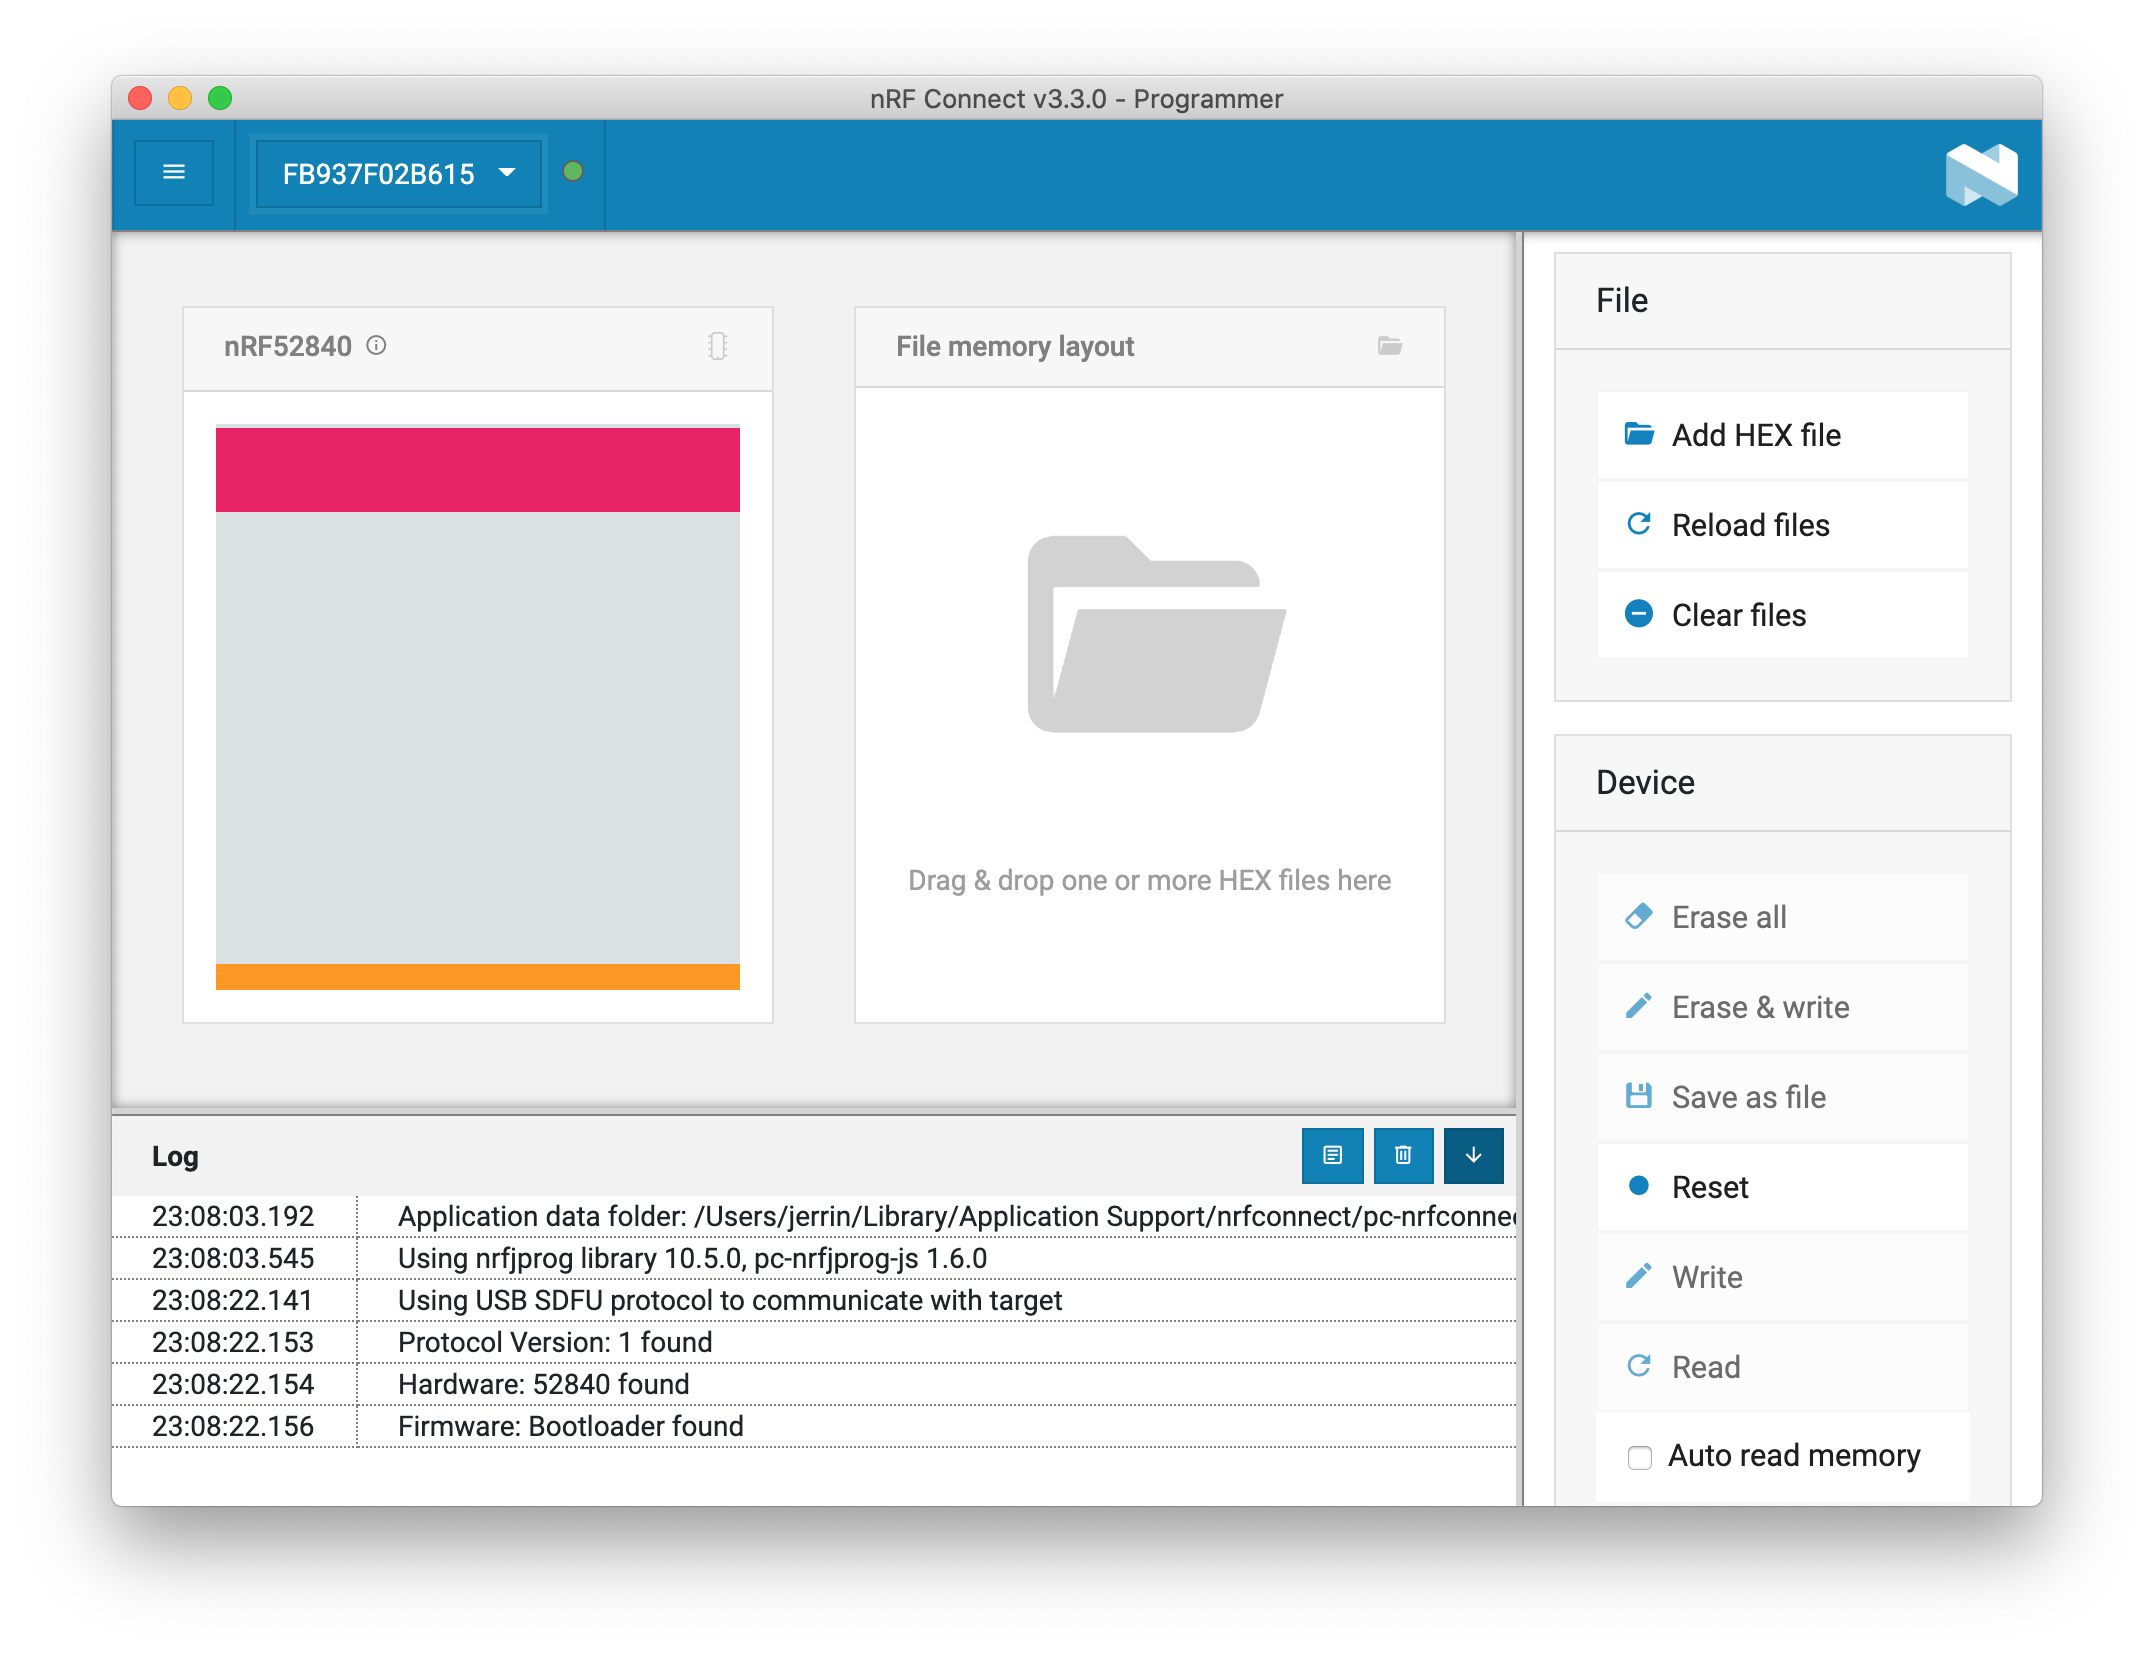 nRF Connect v3.3.0 - Programmer
FB937F02B615
nRF52840
File memory layout
Drag & drop one or more HEX files here
File
Add HEX file
Reload files
Clear files
Device
Erase all
Erase & write
Save as file
Reset
Write
Read
Auto read memory
Log
23:08:03.192 Application data folder: /Users/jerrin/Library/Application Support/nrfconnect/pc-nrfconne
23:08:03.545 Using nrfjprog library 10.5.0, pc-nrfjprog-js 1.6.0
23:08:22.141 Using USB SDFU protocol to communicate with target
23:08:22.153 Protocol Version: 1 found
23:08:22.154 Hardware: 52840 found
23:08:22.156 Firmware: Bootloader found